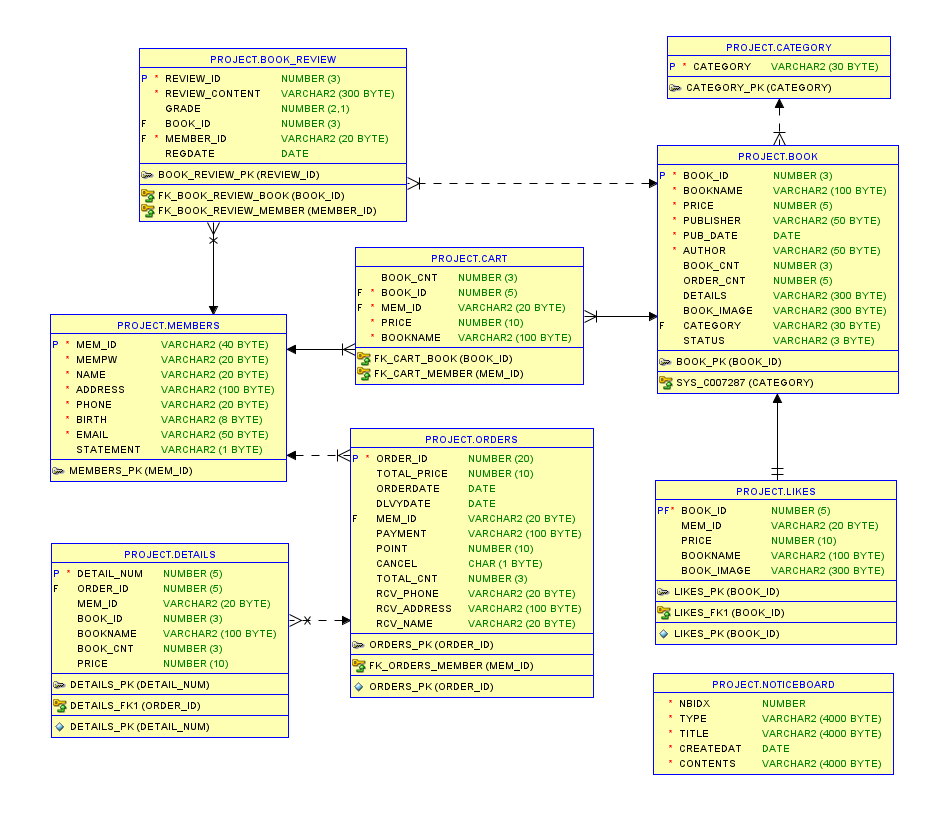 PROJECT.BOOK_REVIEW
P * REVIEW_ID NUMBER (3)
* REVIEW_CONTENT VARCHAR2 (300 BYTE)
GRADE NUMBER (2,1)
F BOOK_ID NUMBER (3)
F * MEMBER_ID VARCHAR2 (20 BYTE)
REGDATE DATE
BOOK_REVIEW_PK (REVIEW_ID)
FK_BOOK_REVIEW_BOOK (BOOK_ID)
FK_BOOK_REVIEW_MEMBER (MEMBER_ID)
PROJECT.CATEGORY
P * CATEGORY VARCHAR2 (30 BYTE)
CATEGORY_PK (CATEGORY)
PROJECT.BOOK
P * BOOK_ID NUMBER (3)
* BOOKNAME VARCHAR2 (100 BYTE)
* PRICE NUMBER (5)
* PUBLISHER VARCHAR2 (50 BYTE)
* PUB_DATE DATE
* AUTHOR VARCHAR2 (50 BYTE)
BOOK_CNT NUMBER (3)
ORDER_CNT NUMBER (5)
DETAILS VARCHAR2 (300 BYTE)
BOOK_IMAGE VARCHAR2 (300 BYTE)
F CATEGORY VARCHAR2 (30 BYTE)
STATUS VARCHAR2 (3 BYTE)
BOOK_PK (BOOK_ID)
SYS_C007287 (CATEGORY)
PROJECT.CART
BOOK_CNT NUMBER (3)
F * BOOK_ID NUMBER (5)
F * MEM_ID VARCHAR2 (20 BYTE)
* PRICE NUMBER (10)
* BOOKNAME VARCHAR2 (100 BYTE)
FK_CART_BOOK (BOOK_ID)
FK_CART_MEMBER (MEM_ID)
PROJECT.MEMBERS
P * MEM_ID VARCHAR2 (40 BYTE)
* MEMPW VARCHAR2 (20 BYTE)
* NAME VARCHAR2 (20 BYTE)
* ADDRESS VARCHAR2 (100 BYTE)
* PHONE VARCHAR2 (20 BYTE)
* BIRTH VARCHAR2 (8 BYTE)
* EMAIL VARCHAR2 (50 BYTE)
STATEMENT VARCHAR2 (1 BYTE)
MEMBERS_PK (MEM_ID)
PROJECT.ORDERS
P * ORDER_ID NUMBER (20)
TOTAL_PRICE NUMBER (10)
ORDERDATE DATE
DLVYDATE DATE
F MEM_ID VARCHAR2 (20 BYTE)
PAYMENT VARCHAR2 (100 BYTE)
POINT NUMBER (10)
CANCEL CHAR (1 BYTE)
TOTAL_CNT NUMBER (3)
RCV_PHONE VARCHAR2 (20 BYTE)
RCV_ADDRESS VARCHAR2 (100 BYTE)
RCV_NAME VARCHAR2 (20 BYTE)
ORDERS_PK (ORDER_ID)
FK_ORDERS_MEMBER (MEM_ID)
ORDERS_PK (ORDER_ID)
PROJECT.LIKES
PF* BOOK_ID NUMBER (5)
MEM_ID VARCHAR2 (20 BYTE)
PRICE NUMBER (10)
BOOKNAME VARCHAR2 (100 BYTE)
BOOK_IMAGE VARCHAR2 (300 BYTE)
LIKES_PK (BOOK_ID)
LIKES_FK1 (BOOK_ID)
LIKES_PK (BOOK_ID)
PROJECT.DETAILS
P * DETAIL_NUM NUMBER (5)
F ORDER_ID NUMBER (5)
MEM_ID VARCHAR2 (20 BYTE)
BOOK_ID NUMBER (3)
BOOKNAME VARCHAR2 (100 BYTE)
BOOK_CNT NUMBER (3)
PRICE NUMBER (10)
DETAILS_PK (DETAIL_NUM)
DETAILS_FK1 (ORDER_ID)
DETAILS_PK (DETAIL_NUM)
PROJECT.NOTICEBOARD
* NBIDX NUMBER
* TYPE VARCHAR2 (4000 BYTE)
* TITLE VARCHAR2 (4000 BYTE)
* CREATEDAT DATE
* CONTENTS VARCHAR2 (4000 BYTE)